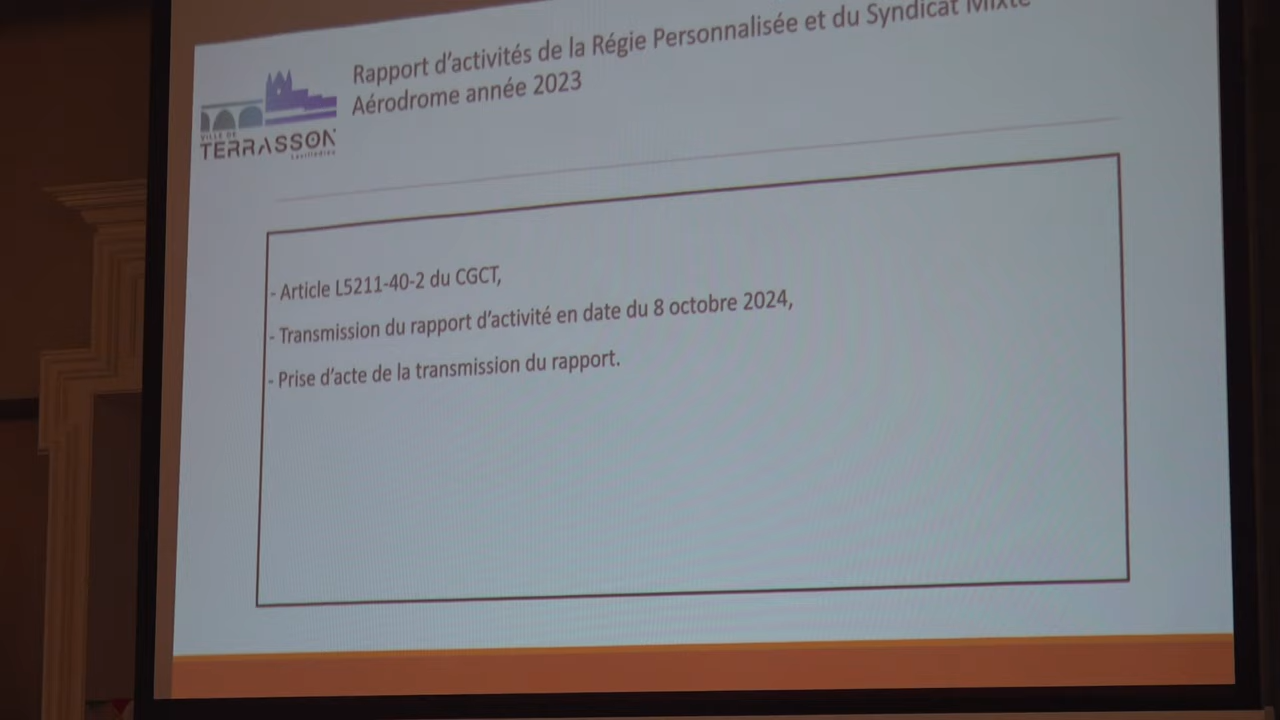 Rapport d'activités de la Régie Personnalisée et du Syndicat Mixte
Aérodrome année 2023
VILLE DE
TERRASSON
Lavilledieu
- Article L5211-40-2 du CGCT,
- Transmission du rapport d'activité en date du 8 octobre 2024,
- Prise d'acte de la transmission du rapport.